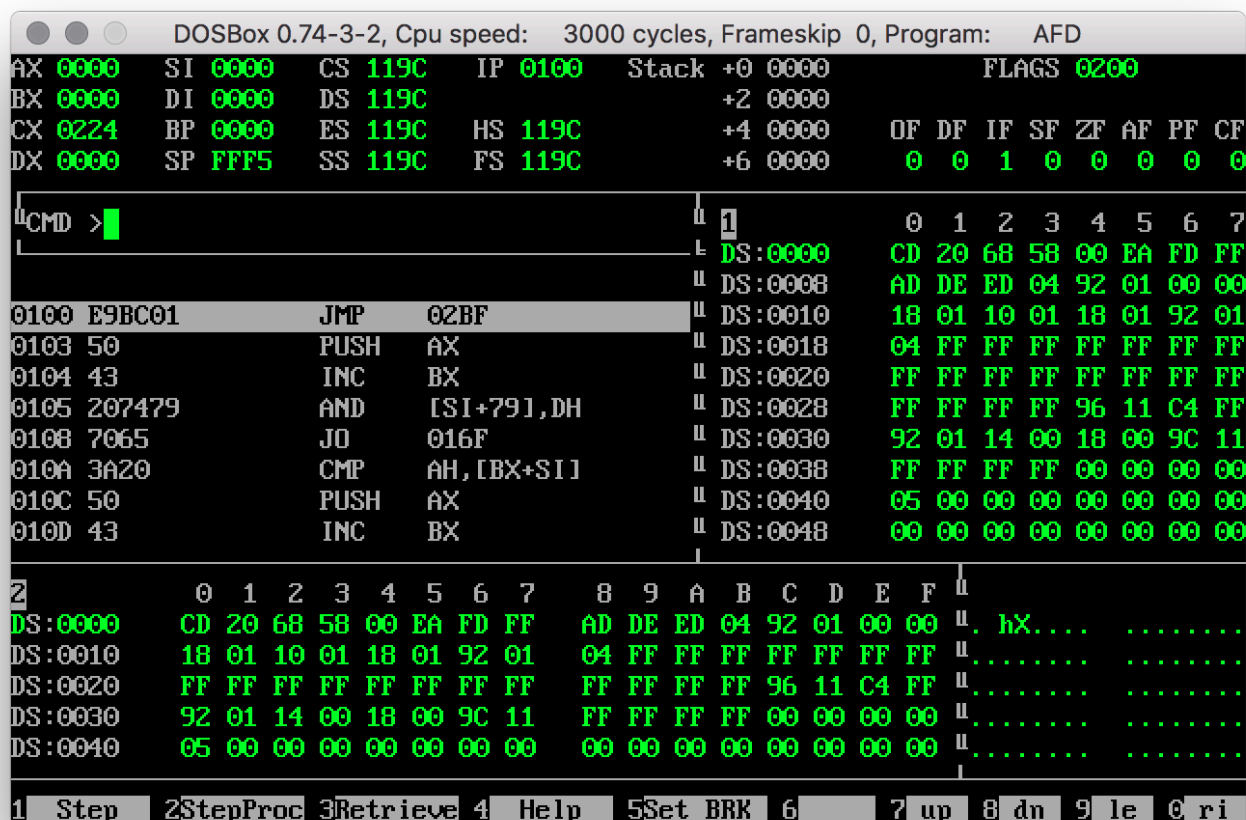 DOSBox 0.74-3-2, Cpu speed: 3000 cycles, Frameskip 0, Program: AFD
AX 0000 SI 0000 CS 119C IP 0100 Stack +0 0000 FLAGS 0200
BX 0000 DI 0000 DS 119C +2 0000
CX 0224 BP 0000 ES 119C HS 119C +4 0000 OF DF IF SF ZF AF PF CF
DX 0000 SP FFF5 SS 119C FS 119C +6 0000 0 0 1 0 0 0 0 0
CMD > 1 0 1 2 3 4 5 6 7
DS:0000 CD 20 68 58 00 EA FD FF
DS:0008 AD DE ED 04 92 01 00 00
0100 E9BC01 JMP 02BF DS:0010 18 01 10 01 18 01 92 01
0103 50 PUSH AX DS:0018 04 FF FF FF FF FF FF FF
0104 43 INC BX DS:0020 FF FF FF FF FF FF FF FF
0105 207479 AND [SI+79],DH DS:0028 FF FF FF FF 96 11 C4 FF
0108 7065 JO 016F DS:0030 92 01 14 00 18 00 9C 11
010A 3A20 CMP AH,[BX+SI] DS:0038 FF FF FF FF 00 00 00 00
010C 50 PUSH AX DS:0040 05 00 00 00 00 00 00 00
010D 43 INC BX DS:0048 00 00 00 00 00 00 00 00
2 0 1 2 3 4 5 6 7 8 9 A B C D E F
DS:0000 CD 20 68 58 00 EA FD FF AD DE ED 04 92 01 00 00 . hX.... ........
DS:0010 18 01 10 01 18 01 92 01 04 FF FF FF FF FF FF FF ........ ........
DS:0020 FF FF FF FF FF FF FF FF FF FF FF FF 96 11 C4 FF ........ ........
DS:0030 92 01 14 00 18 00 9C 11 FF FF FF FF 00 00 00 00 ........ ........
DS:0040 05 00 00 00 00 00 00 00 00 00 00 00 00 00 00 00 ........ ........
1 Step 2 StepProc 3 Retrieve 4 Help 5 Set BRK 6 7 up 8 dn 9 le 0 ri